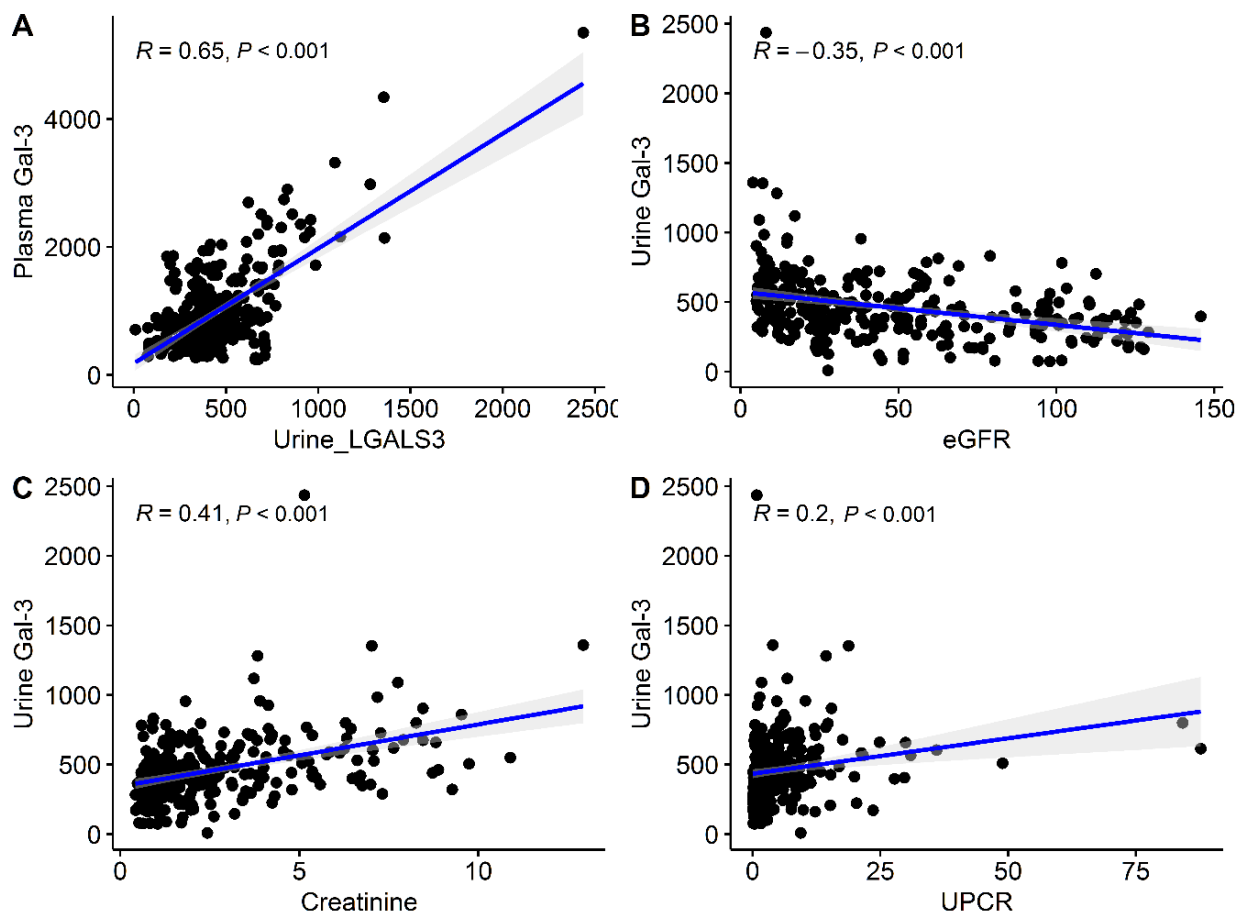 A
R = 0.65, P < 0.001
Plasma Gal-3
4000
2000
0
0 500 1000 1500 2000 2500
Urine_LGALS3
B
R = −0.35, P < 0.001
Urine Gal-3
2500
2000
1500
1000
500
0
0 50 100 150
eGFR
C
R = 0.41, P < 0.001
Urine Gal-3
2500
2000
1500
1000
500
0
0 5 10
Creatinine
D
R = 0.2, P < 0.001
Urine Gal-3
2500
2000
1500
1000
500
0
0 25 50 75
UPCR